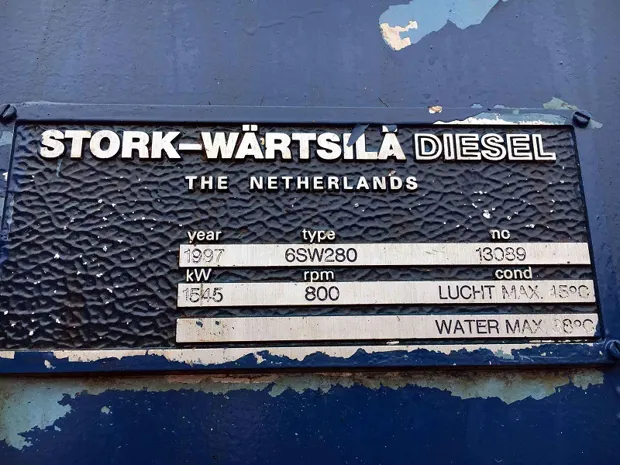 STORK–WÄRTSILÄ DIESEL
THE NETHERLANDS
year type no
1997 6SW280 13089
kW rpm cond
1545 800 LUCHT MAX. 45°C
WATER MAX.